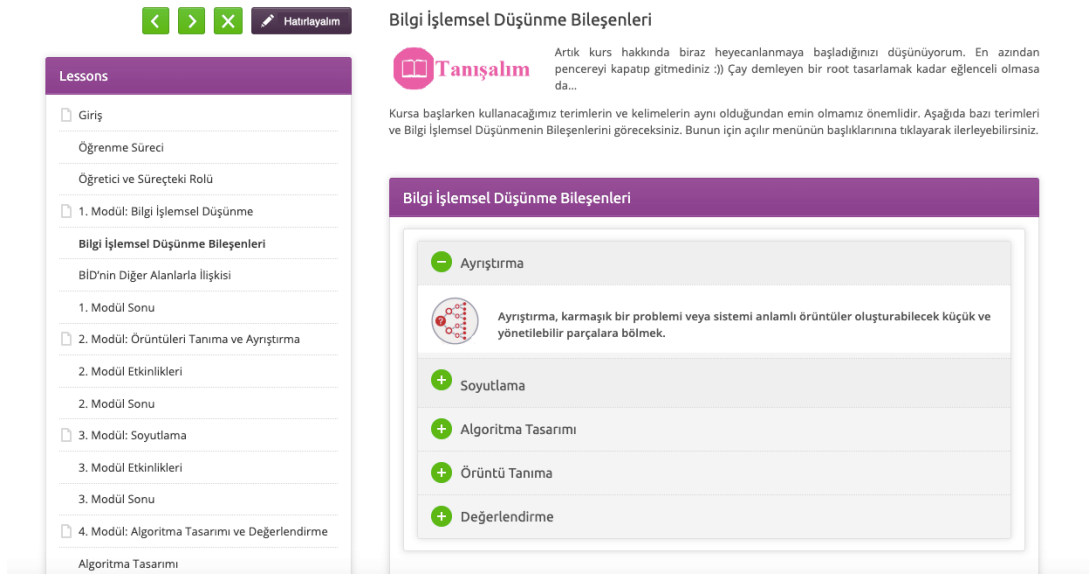 Hatırlayalım
Lessons
Giriş
Öğrenme Süreci
Öğretici ve Süreçteki Rolü
1. Modül: Bilgi İşlemsel Düşünme
Bilgi İşlemsel Düşünme Bileşenleri
BİD'nin Diğer Alanlarla İlişkisi
1. Modül Sonu
2. Modül: Örüntüleri Tanıma ve Ayrıştırma
2. Modül Etkinlikleri
2. Modül Sonu
3. Modül: Soyutlama
3. Modül Etkinlikleri
3. Modül Sonu
4. Modül: Algoritma Tasarımı ve Değerlendirme
Algoritma Tasarımı
Bilgi İşlemsel Düşünme Bileşenleri
Tanışalım
Artık kurs hakkında biraz heyecanlanmaya başladığınızı düşünüyorum. En azından
pencereyi kapatıp gitmediniz :)) Çay demleyen bir root tasarlamak kadar eğlenceli olmasa
da...
Kursa başlarken kullanacağımız terimlerin ve kelimelerin aynı olduğundan emin olmamız önemlidir. Aşağıda bazı terimleri
ve Bilgi İşlemsel Düşünmenin Bileşenlerini göreceksiniz. Bunun için açılır menünün başlıklarınına tıklayarak ilerleyebilirsiniz.
Bilgi İşlemsel Düşünme Bileşenleri
Ayrıştırma
Ayrıştırma, karmaşık bir problemi veya sistemi anlamlı örüntüler oluşturabilecek küçük ve
yönetilebilir parçalara bölmek.
Soyutlama
Algoritma Tasarımı
Örüntü Tanıma
Değerlendirme